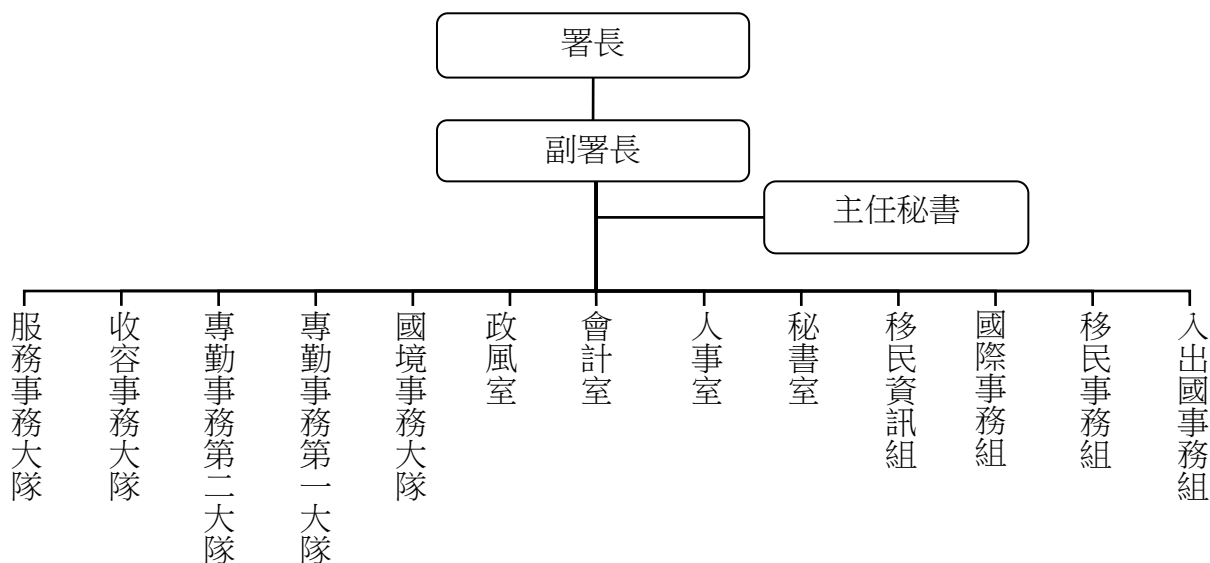 署長
副署長
主任秘書
服務事務大隊
收容事務大隊
專勤事務第二大隊
專勤事務第一大隊
國境事務大隊
政風室
會計室
人事室
秘書室
移民資訊組
國際事務組
移民事務組
入出國事務組